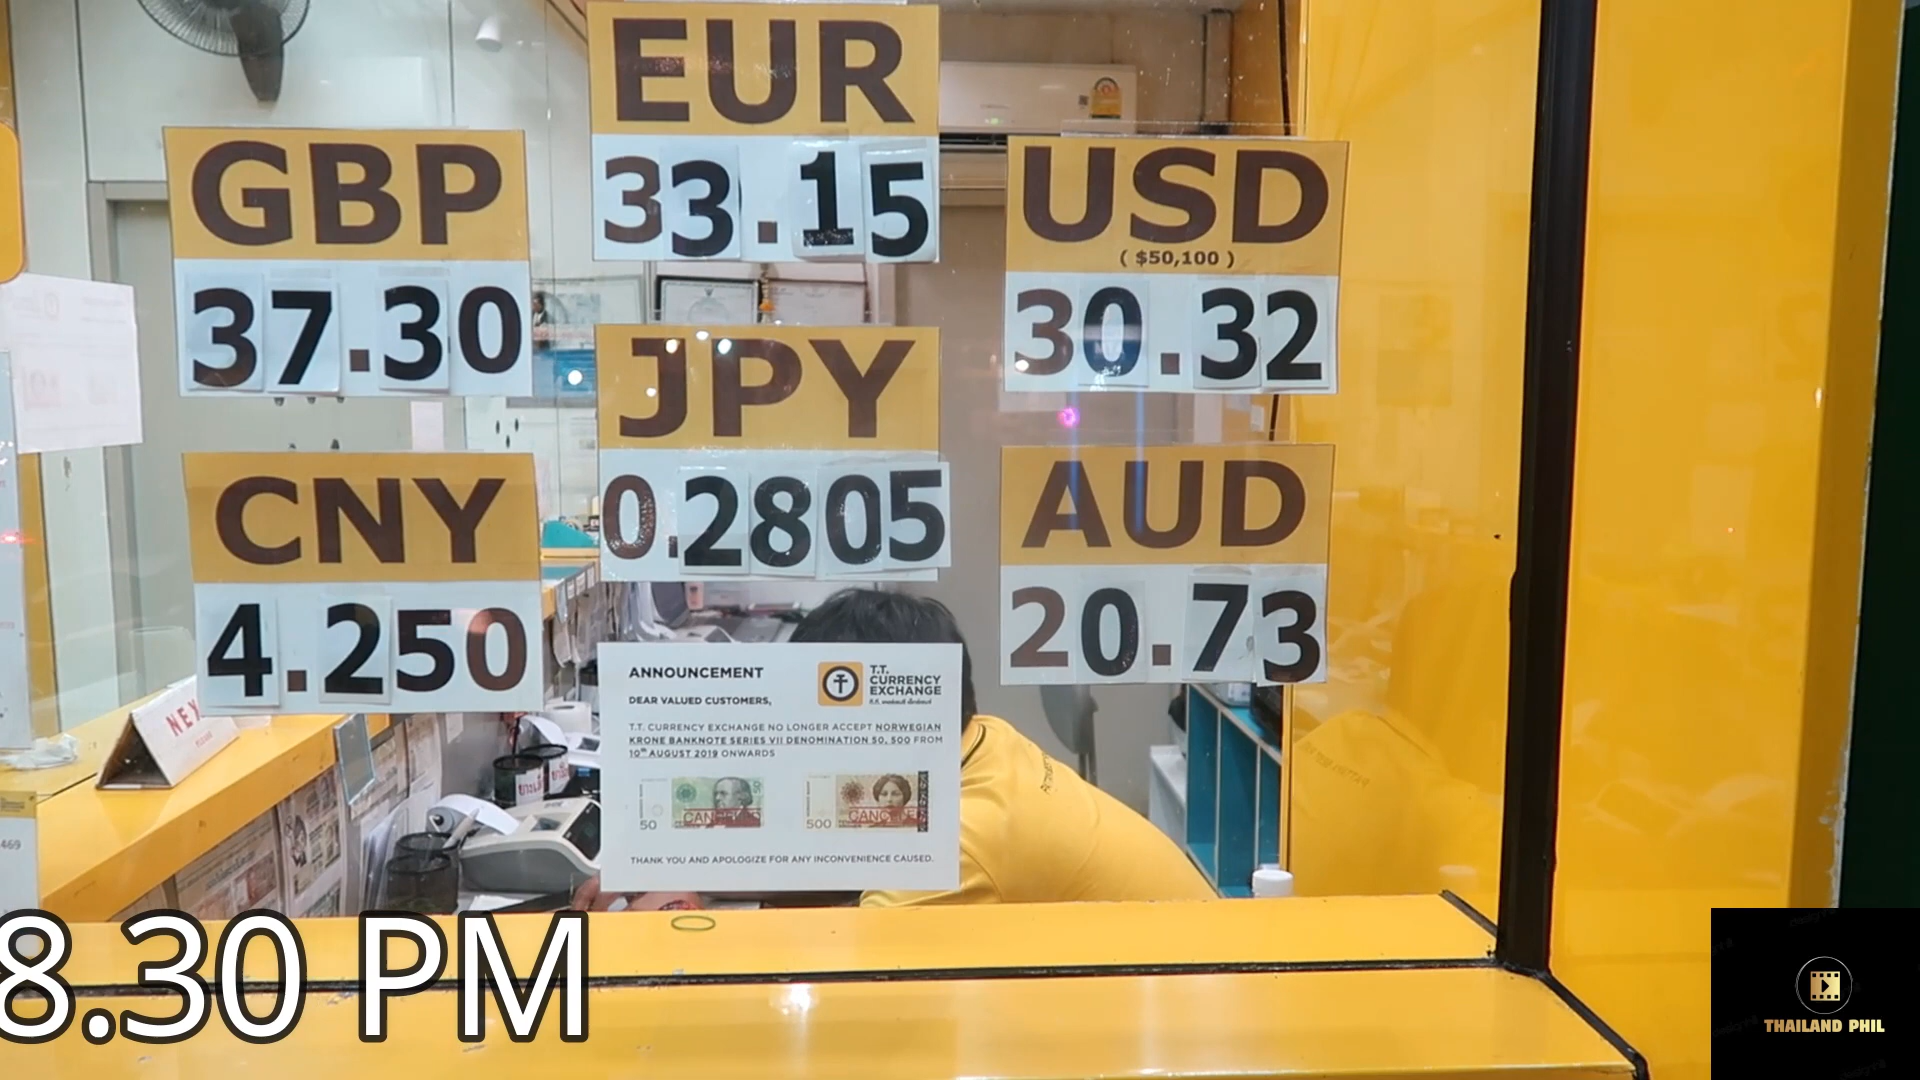 EUR
33.15
GBP
37.30
USD
( $50,100 )
30.32
JPY
0.2805
CNY
4.250
AUD
20.73
ANNOUNCEMENT
T.T.
CURRENCY
EXCHANGE
DEAR VALUED CUSTOMERS,
T.T. CURRENCY EXCHANGE NO LONGER ACCEPT NORWEGIAN
KRONE BANKNOTE SERIES VII DENOMINATION 50, 500 FROM
10th AUGUST 2019 ONWARDS
50
500
THANK YOU AND APOLOGIZE FOR ANY INCONVENIENCE CAUSED.
469
8.30 PM
THAILAND PHIL